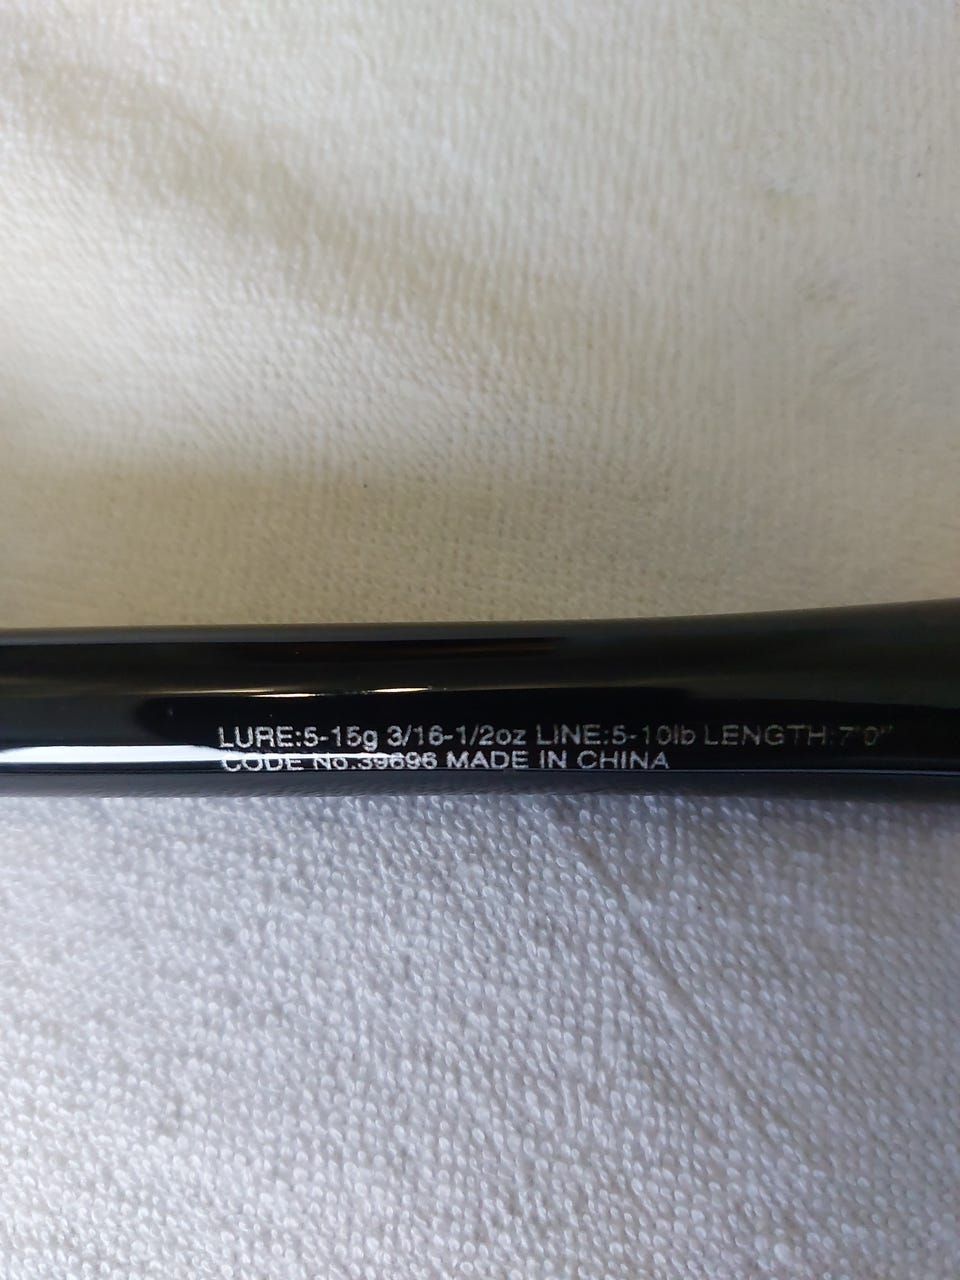 LURE:5-15g 3/16-1/2oz LINE:5-10lb LENGTH:7'0"
CODE No.39696 MADE IN CHINA